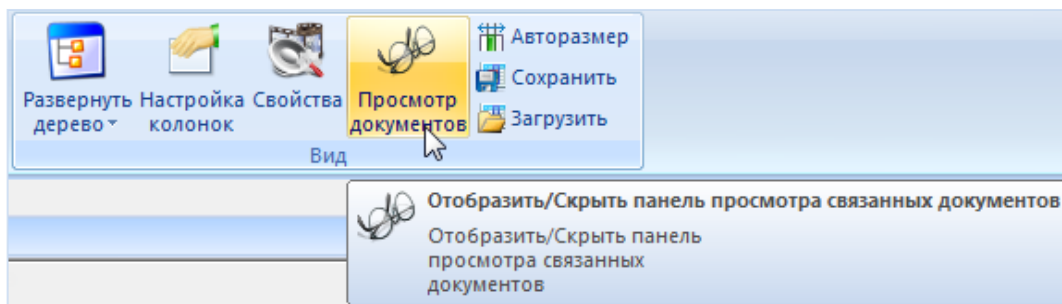 Развернуть дерево
Настройка колонок
Свойства
Просмотр документов
Авторазмер
Сохранить
Загрузить
Вид
Отобразить/Скрыть панель просмотра связанных документов
Отобразить/Скрыть панель
просмотра связанных
документов